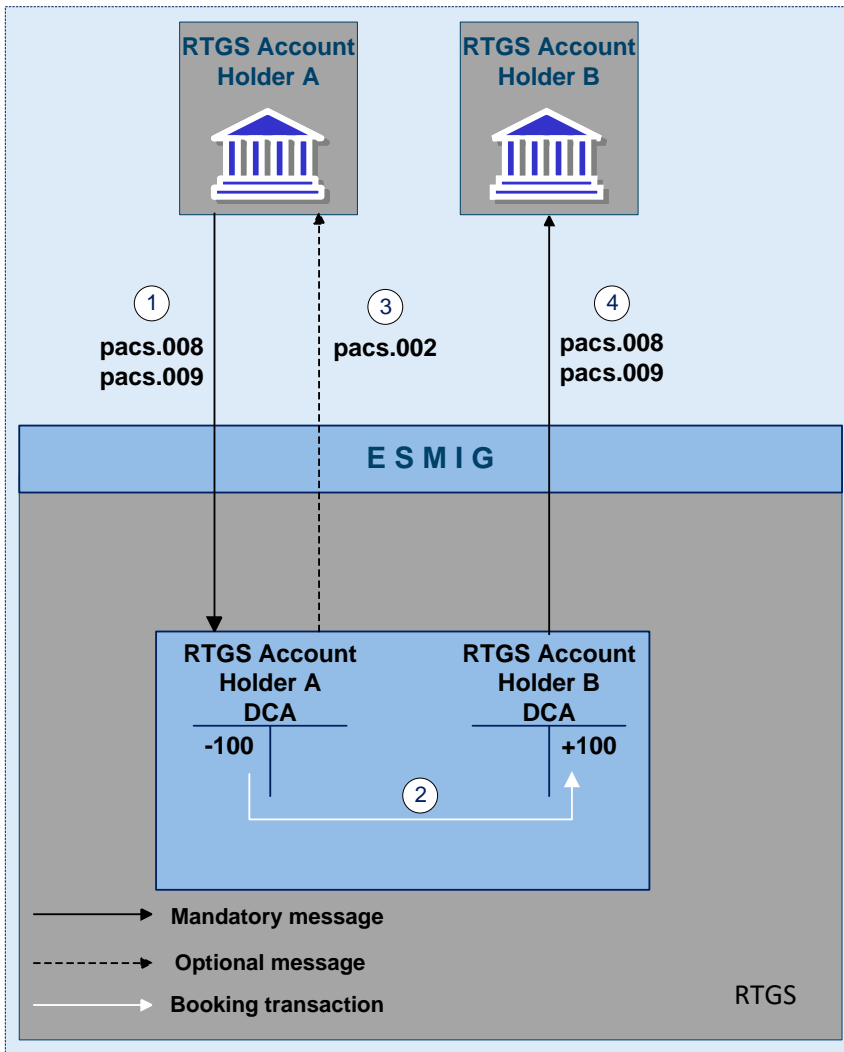 RTGS Account
Holder A
RTGS Account
Holder B
1
pacs.008
pacs.009
3
pacs.002
4
pacs.008
pacs.009
E S M I G
RTGS Account
Holder A
DCA
-100
RTGS Account
Holder B
DCA
+100
2
Mandatory message
Optional message
Booking transaction
RTGS